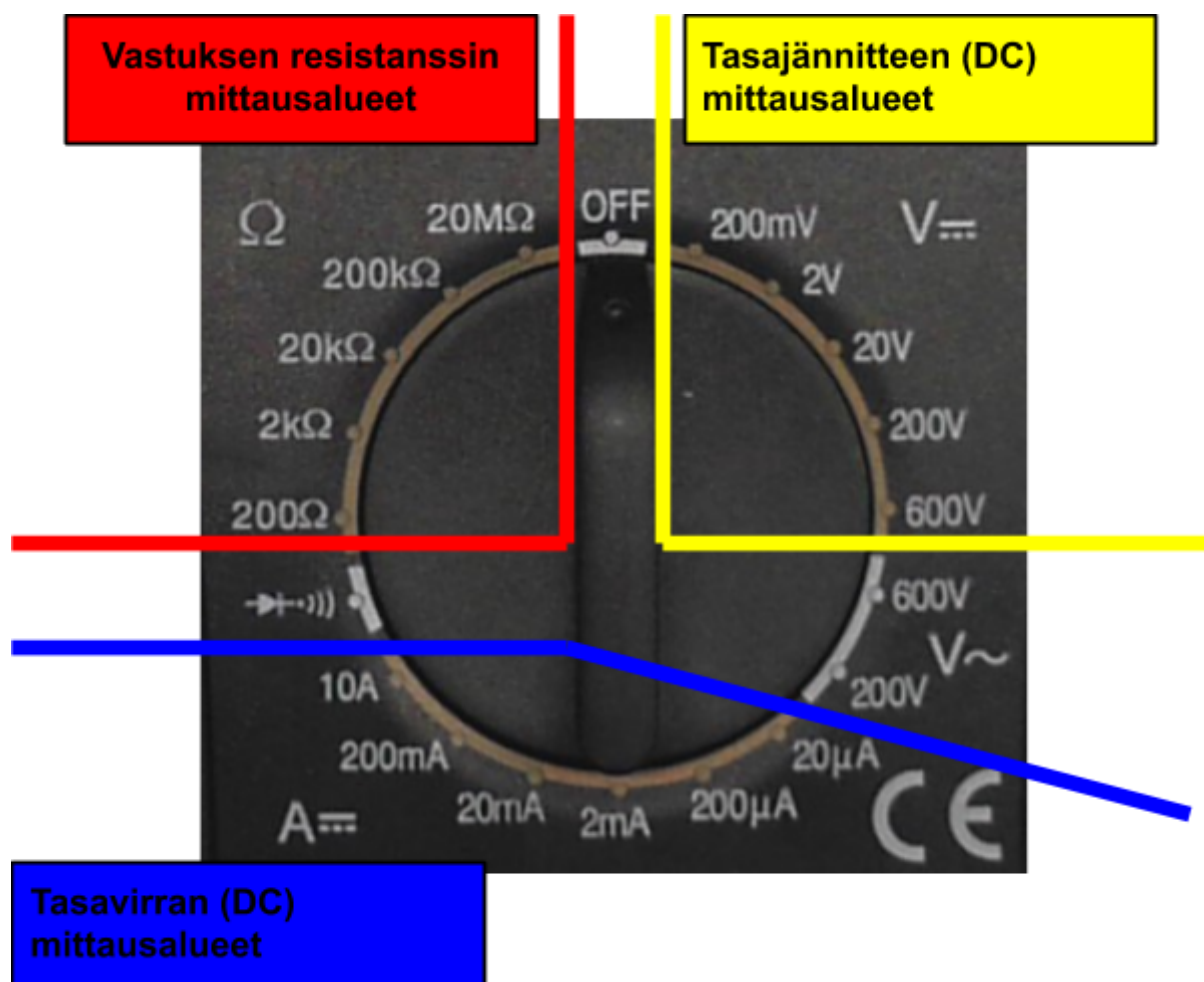 Vastuksen resistanssin
mittausalueet
Tasajännitteen (DC)
mittausalueet
Ω
20MΩ
OFF
200mV
V⎓
200kΩ
2V
20kΩ
20V
2kΩ
200V
200Ω
600V
600V
V~
10A
200V
200mA
20µA
20mA
2mA
200µA
A⎓
CE
Tasavirran (DC)
mittausalueet